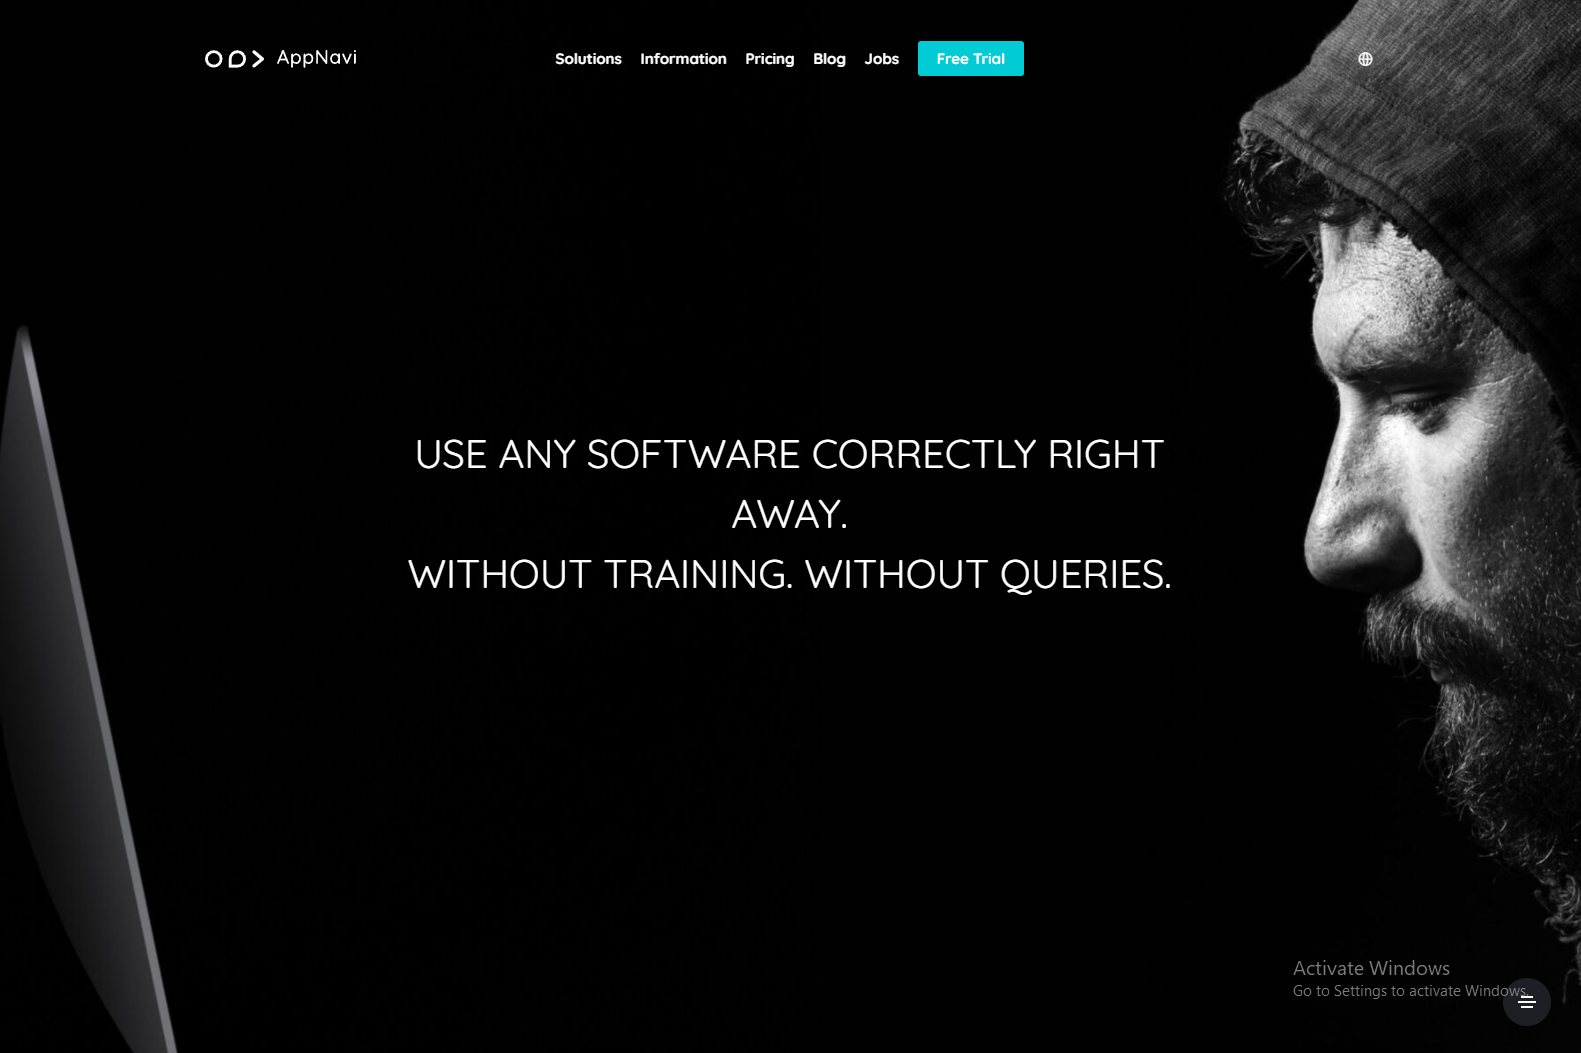 AppNavi
Solutions Information Pricing Blog Jobs Free Trial
USE ANY SOFTWARE CORRECTLY RIGHT
AWAY.
WITHOUT TRAINING. WITHOUT QUERIES.
Activate Windows
Go to Settings to activate Windows.